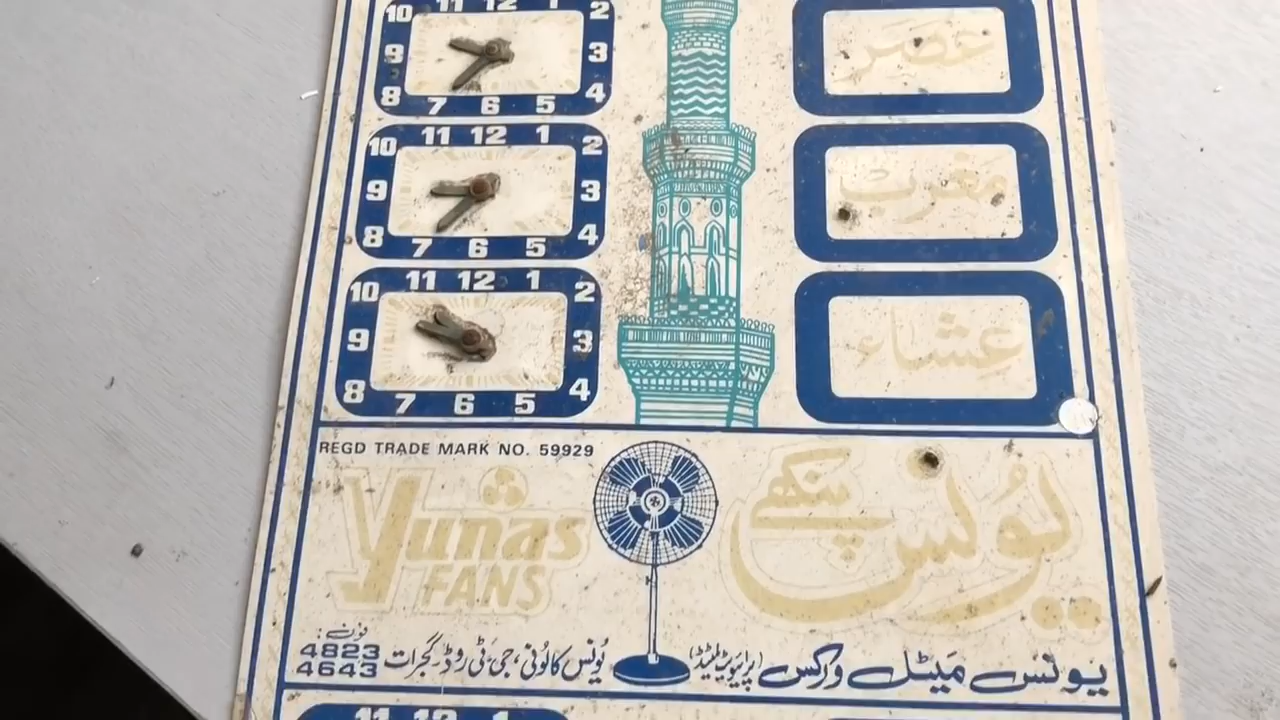 11 12 1
10 2
9 3
8 4
7 6 5
عصر
11 12 1
10 2
9 3
8 4
7 6 5
مغرب
11 12 1
10 2
9 3
8 4
7 6 5
عشاء
REGD TRADE MARK NO. 59929
Yunas
FANS
یونس
پنکھے
یونس میٹل ورکس (پرائیویٹ لمیٹڈ)
یونس کالونی، جی ٹی روڈ گجرات
فون:
4823
4643
11 12 1